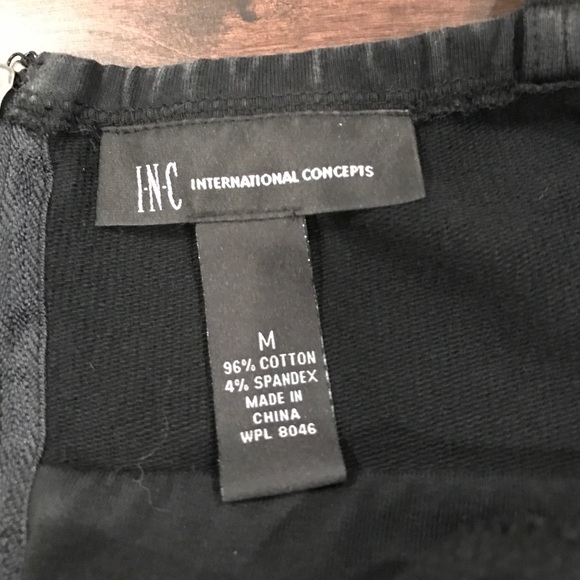 I·N·C INTERNATIONAL CONCEPTS
M
96% COTTON
4% SPANDEX
MADE IN
CHINA
WPL 8046